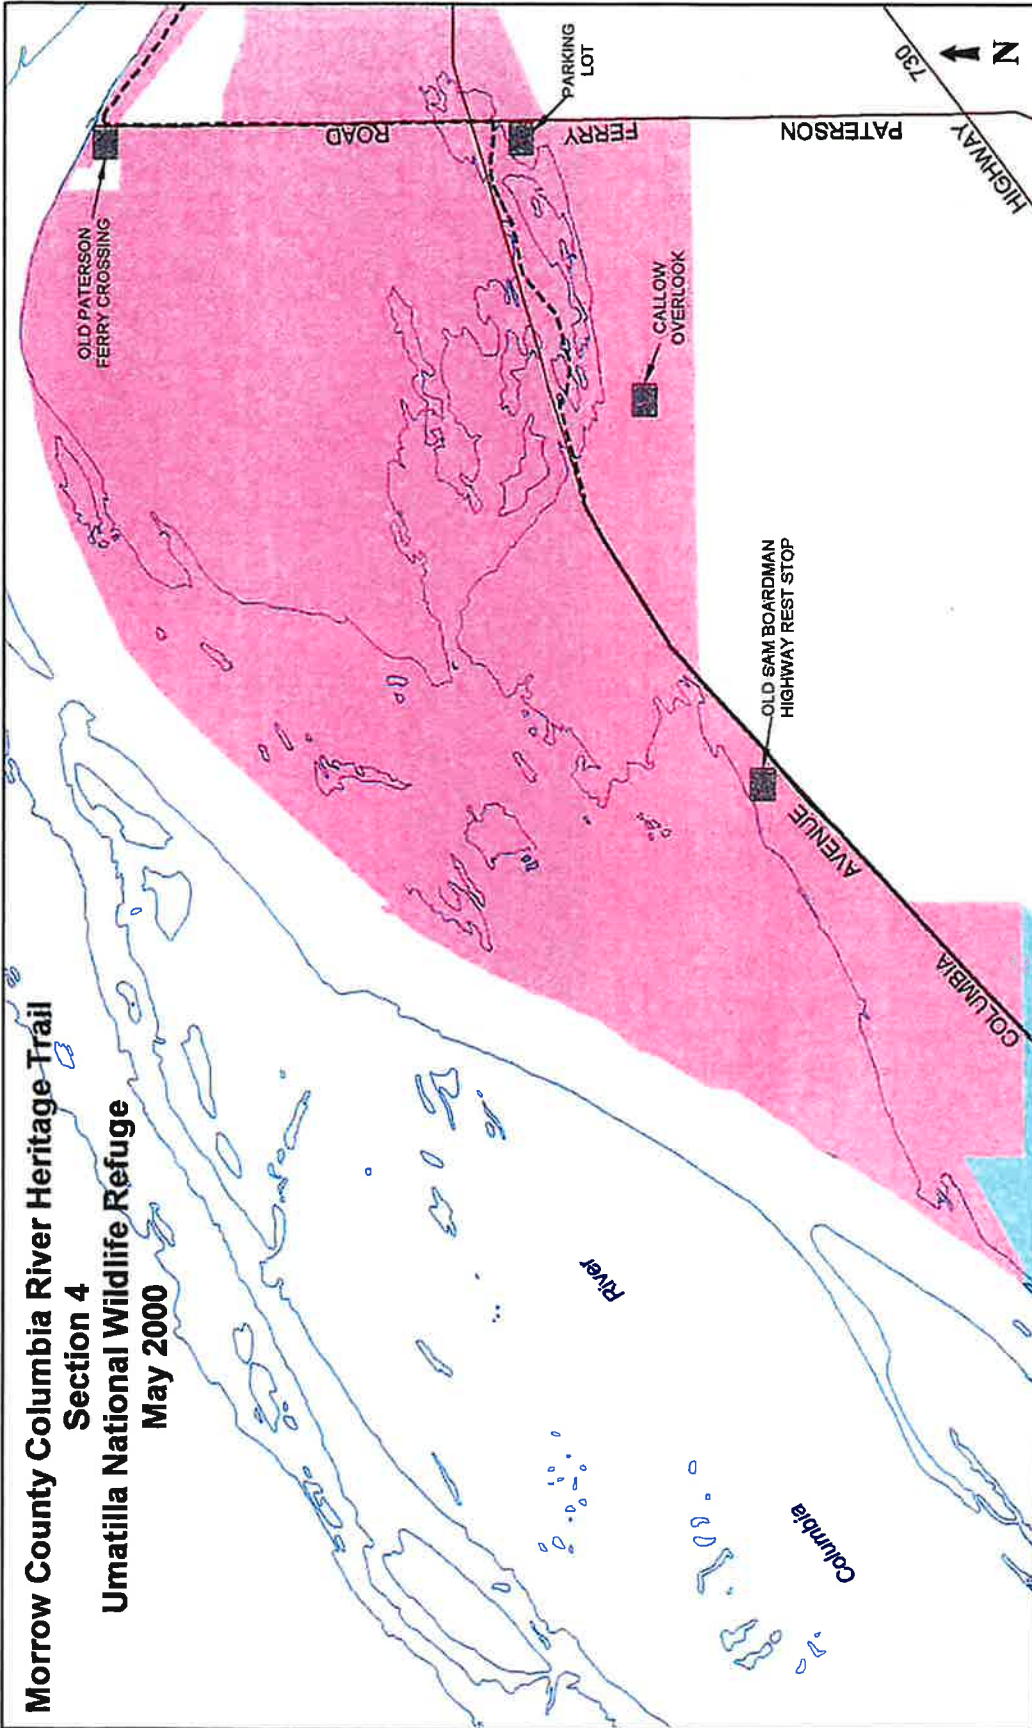 Morrow County Columbia River Heritage Trail
Section 4
Umatilla National Wildlife Refuge
May 2000
OLD PATERSON
FERRY CROSSING
ROAD
PARKING
LOT
FERRY
PATERSON
730
HIGHWAY
N
CALLOW
OVERLOOK
OLD SAM BOARDMAN
HIGHWAY REST STOP
AVENUE
COLUMBIA
River
Columbia